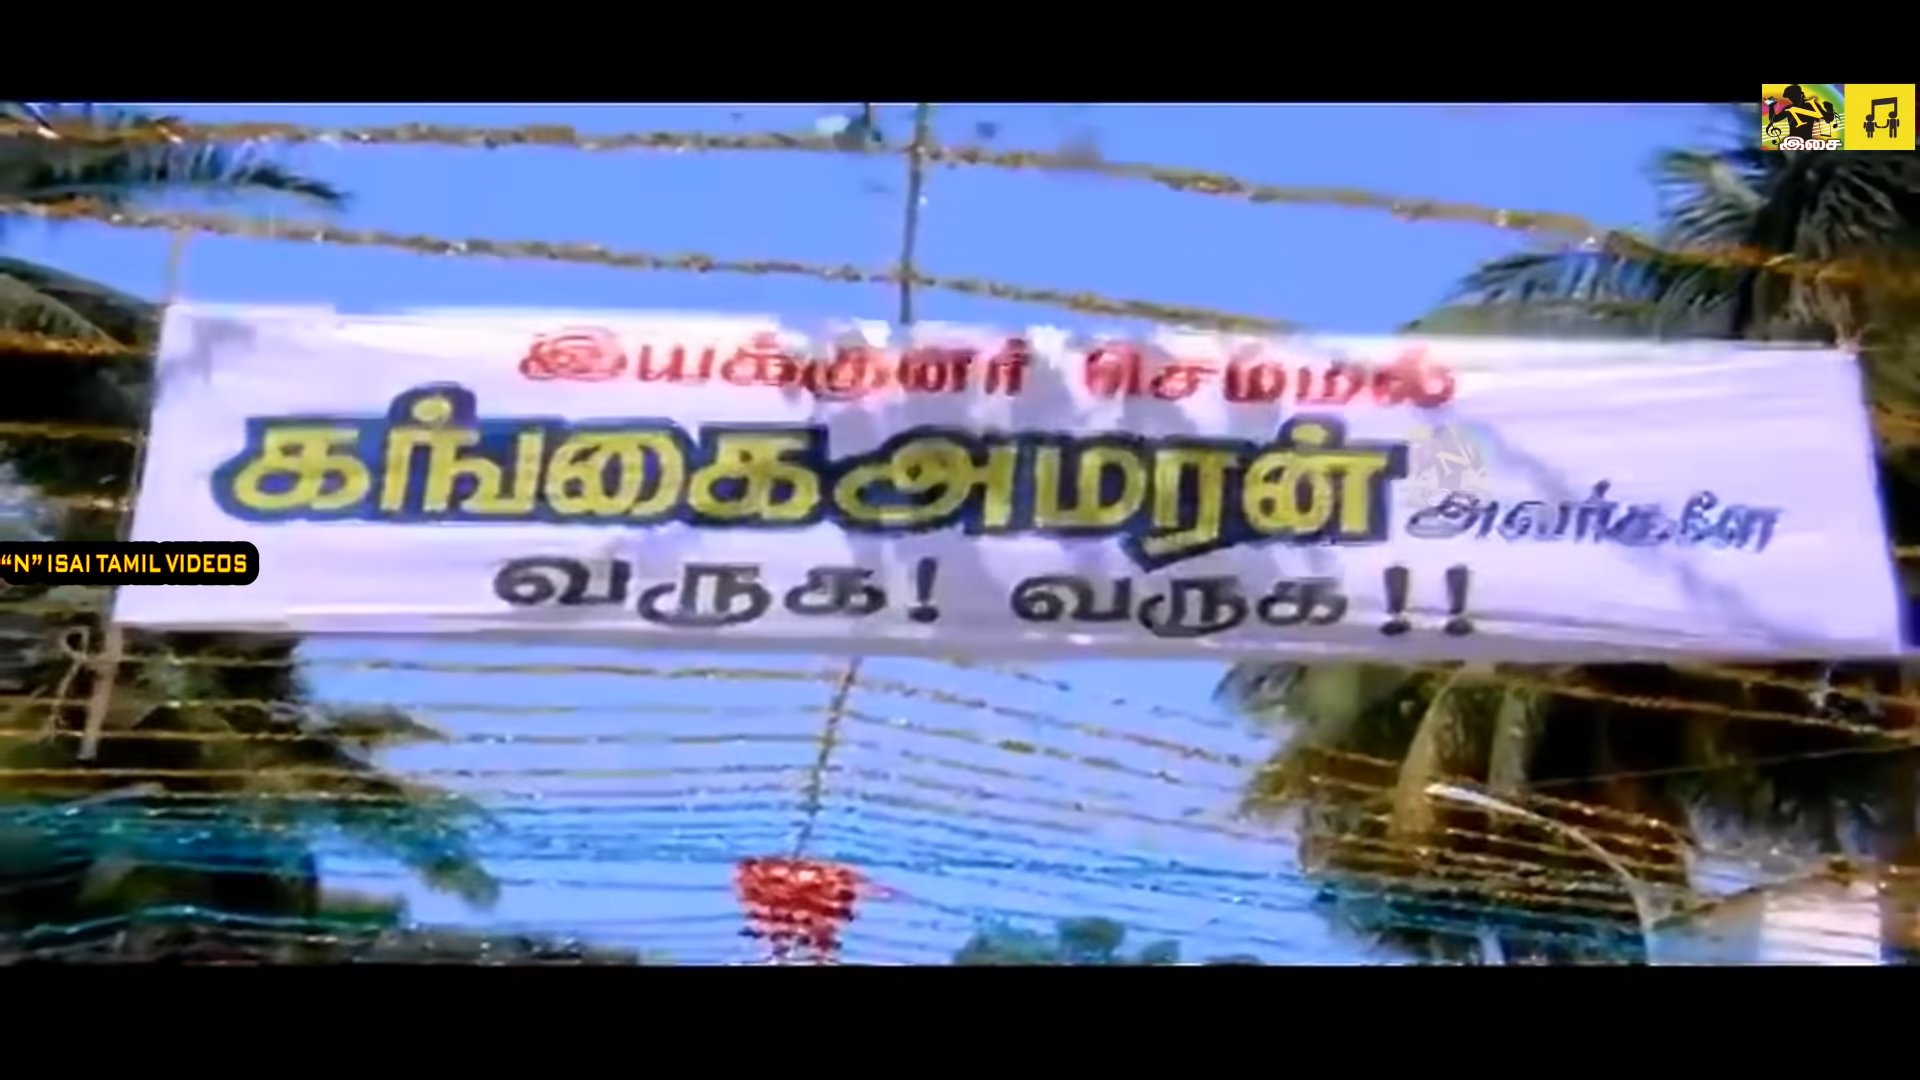 இசை
இயக்குனர் செம்மல்
கங்கைஅமரன் அவர்களே
"N" ISAI TAMIL VIDEOS
வருக! வருக!!